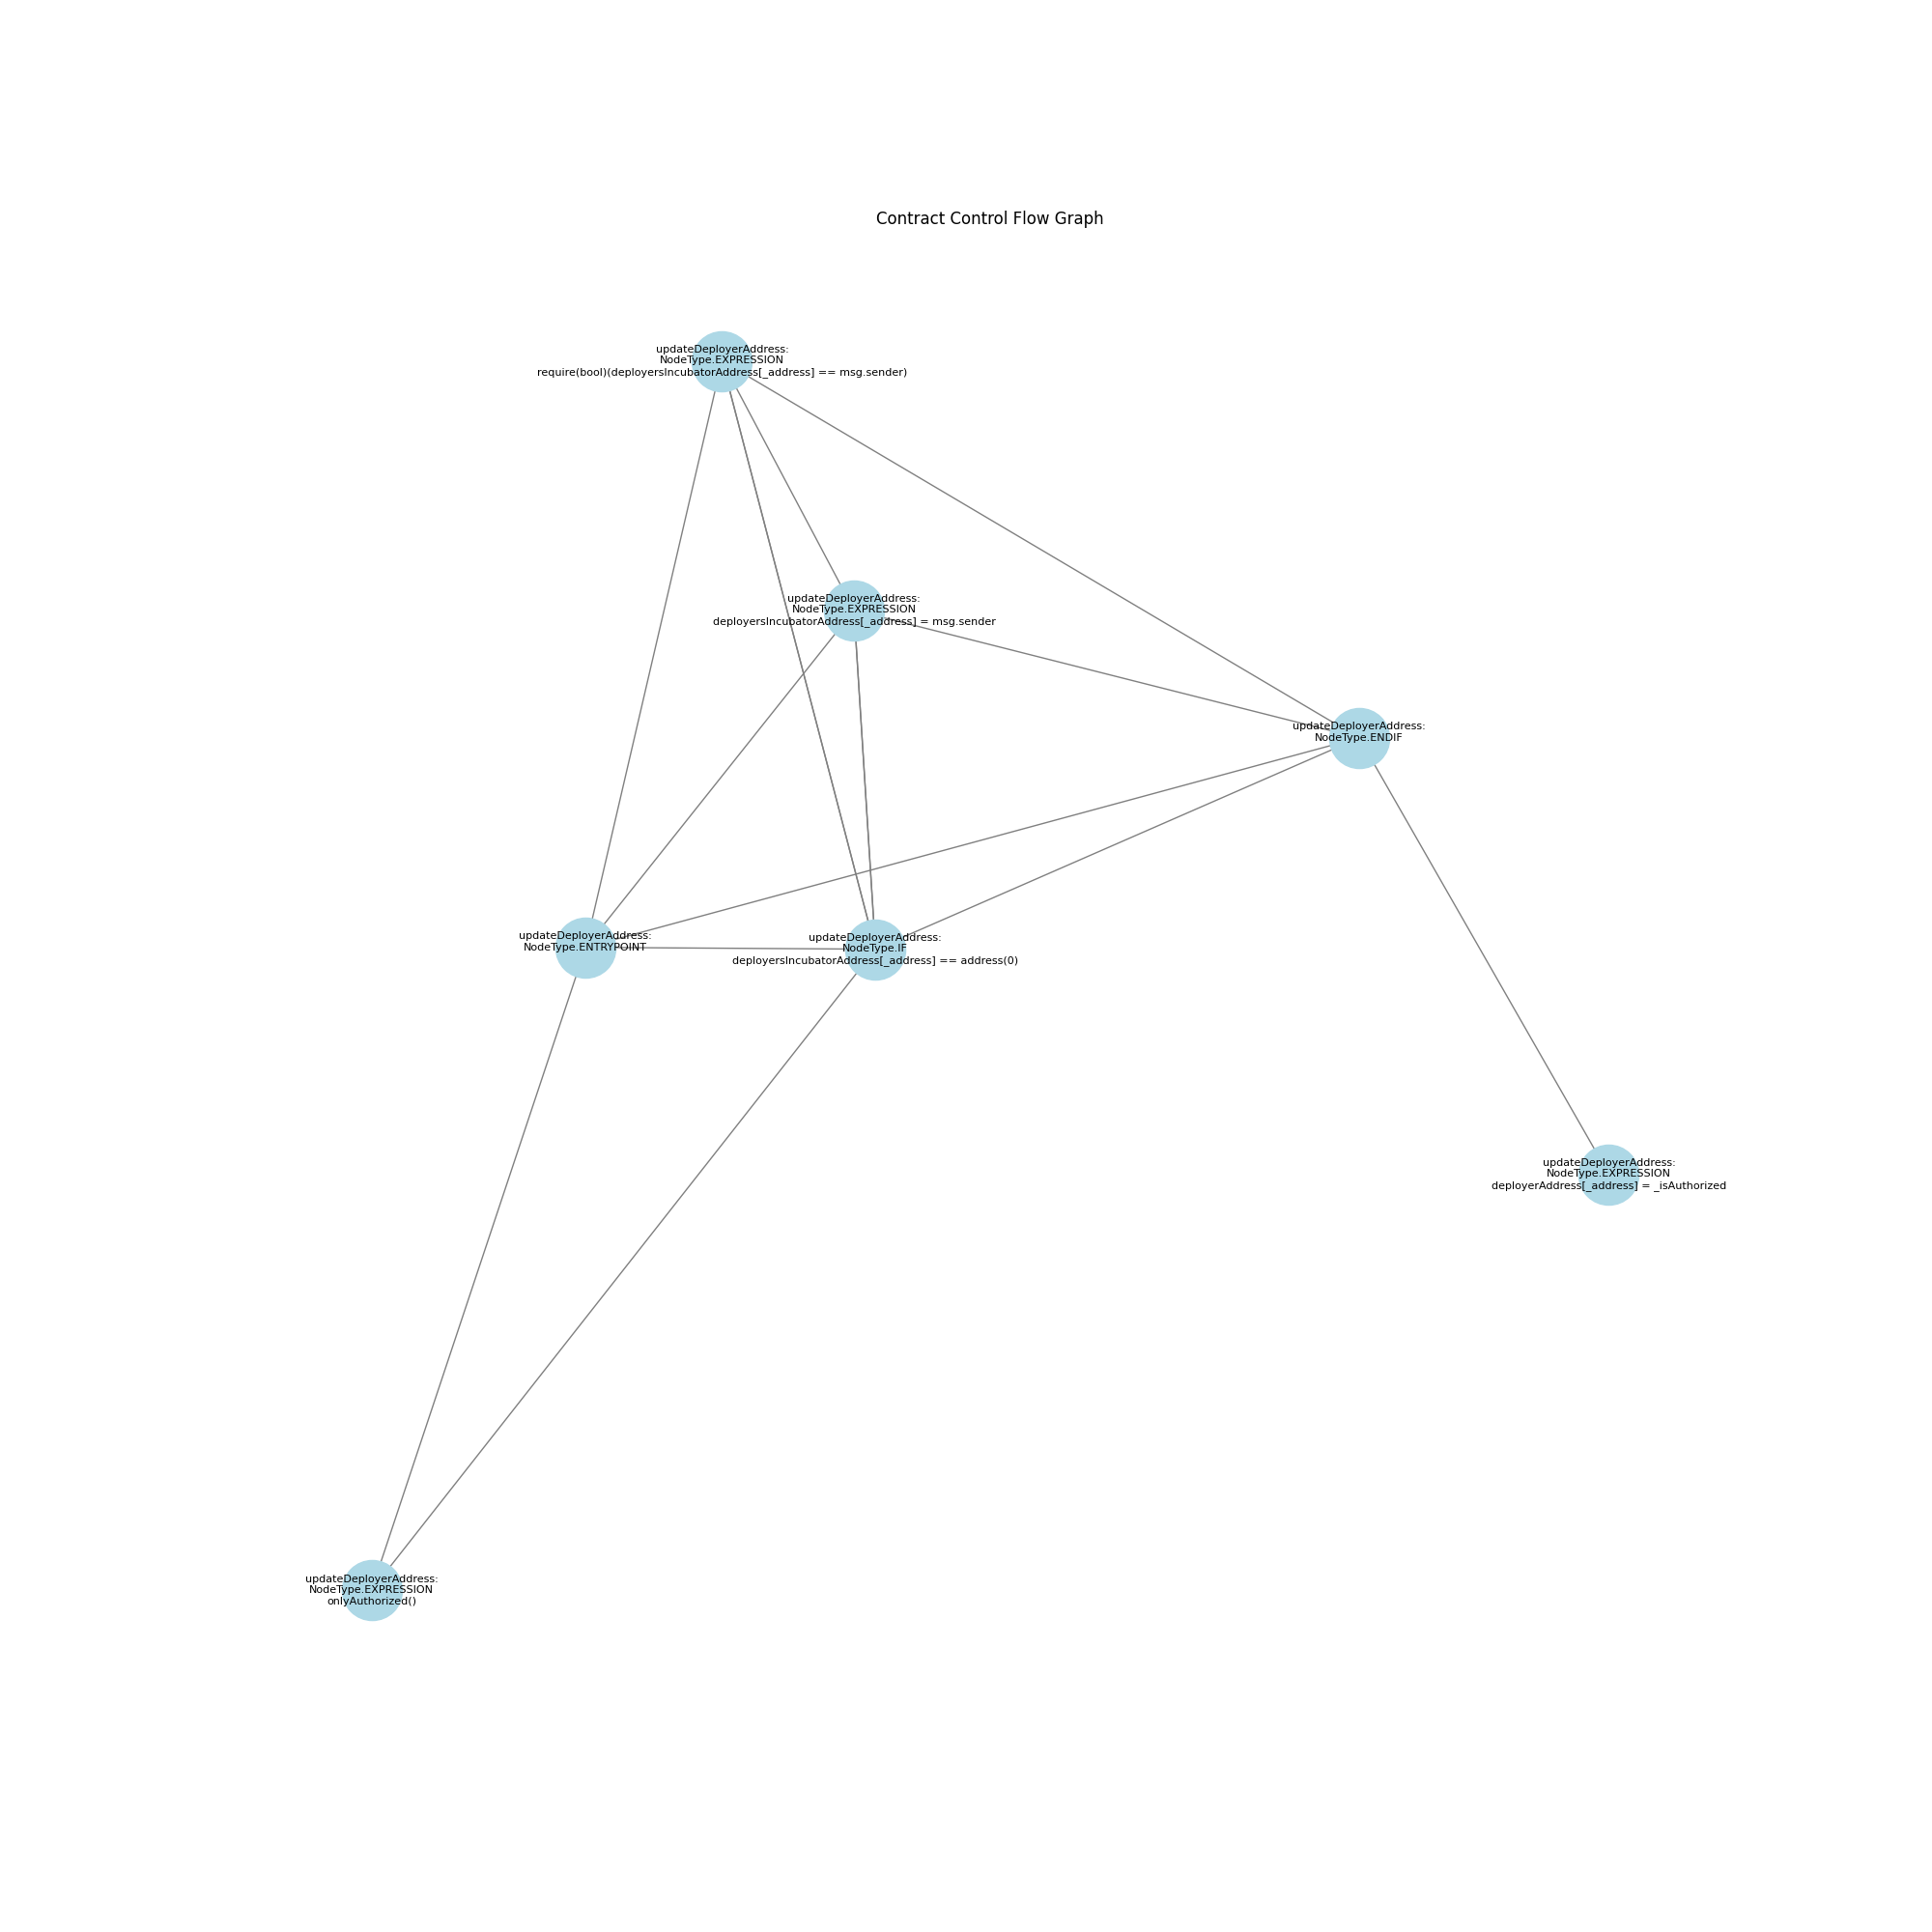 Contract Control Flow Graph
updateDeployerAddress:
NodeType.EXPRESSION
require(bool)(deployersIncubatorAddress[_address] == msg.sender)
updateDeployerAddress:
NodeType.EXPRESSION
deployersIncubatorAddress[_address] = msg.sender
updateDeployerAddress:
NodeType.ENDIF
updateDeployerAddress:
NodeType.ENTRYPOINT
updateDeployerAddress:
NodeType.IF
deployersIncubatorAddress[_address] == address(0)
updateDeployerAddress:
NodeType.EXPRESSION
deployerAddress[_address] = _isAuthorized
updateDeployerAddress:
NodeType.EXPRESSION
onlyAuthorized()